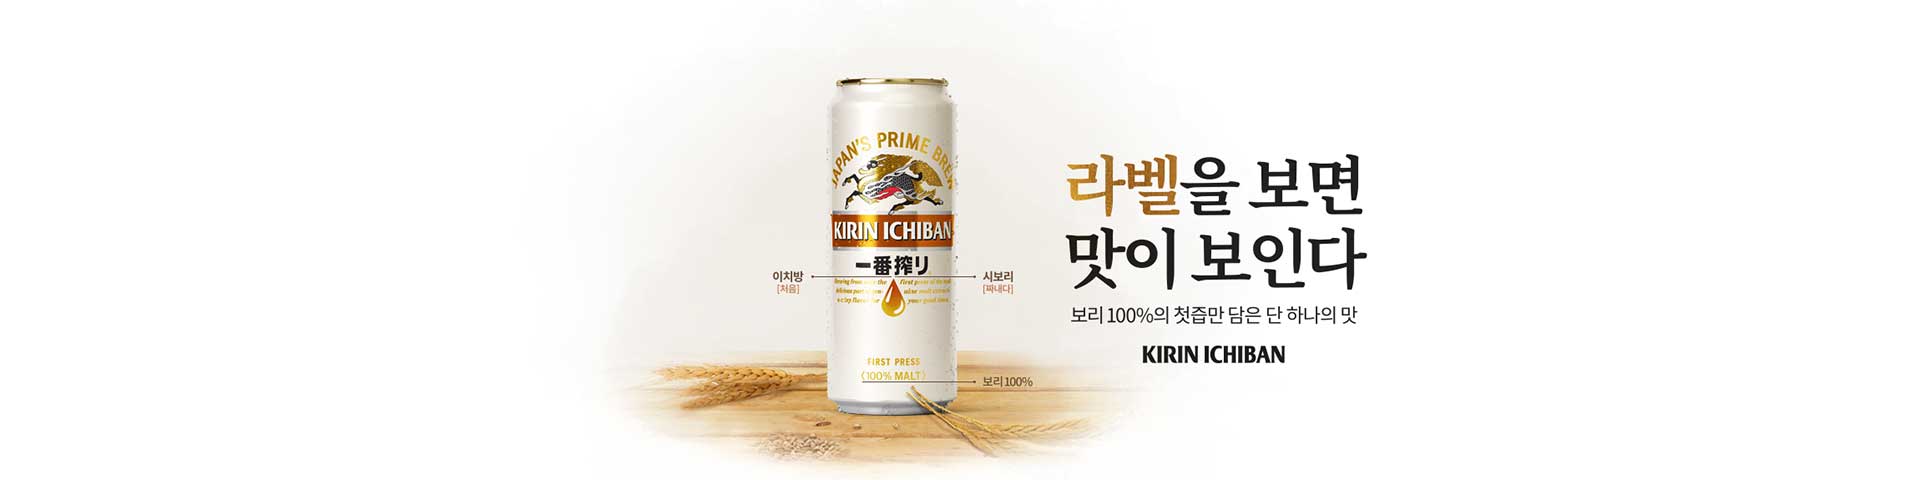 JAPAN'S PRIME BREW
KIRIN ICHIBAN
一番搾り
이치방
[처음]
시보리
[짜내다]
FIRST PRESS
〈100% MALT〉
보리 100%
라벨을 보면
맛이 보인다
보리 100%의 첫즙만 담은 단 하나의 맛
KIRIN ICHIBAN